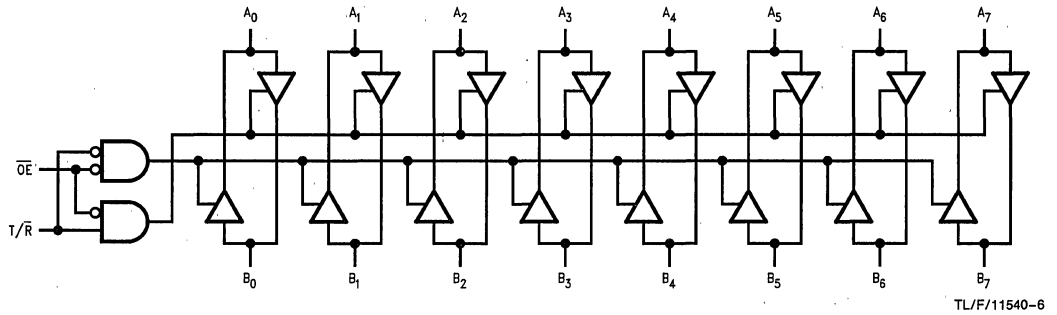 A0 A1 A2 A3 A4 A5 A6 A7
O̅E̅
T/R̅
B0 B1 B2 B3 B4 B5 B6 B7
TL/F/11540-6